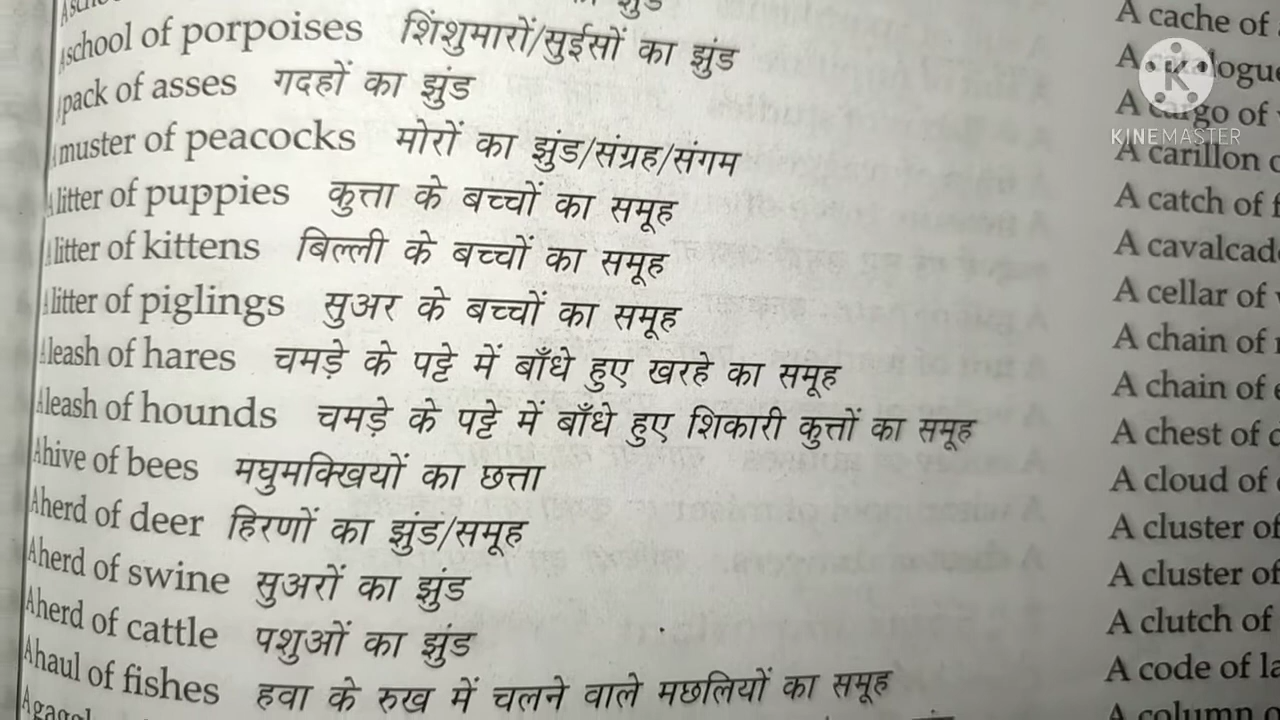 झुंड
A school of porpoises शिंशुमारों/सुईसों का झुंड
A pack of asses गदहों का झुंड
A muster of peacocks मोरों का झुंड/संग्रह/संगम
A litter of puppies कुत्ता के बच्चों का समूह
A litter of kittens बिल्ली के बच्चों का समूह
A litter of piglings सुअर के बच्चों का समूह
A leash of hares चमड़े के पट्टे में बाँधे हुए खरहे का समूह
A leash of hounds चमड़े के पट्टे में बाँधे हुए शिकारी कुत्तों का समूह
A hive of bees मघुमक्खियों का छत्ता
A herd of deer हिरणों का झुंड/समूह
A herd of swine सुअरों का झुंड
A herd of cattle पशुओं का झुंड
A haul of fishes हवा के रुख में चलने वाले मछलियों का समूह
A cache of
A
A cargo of
A carillon
A catch of
A
A cellar of
A chain of
A chain of
A chest of
A cloud of
A cluster of
A cluster of
A clutch of
A code of
A column
KINEMASTER